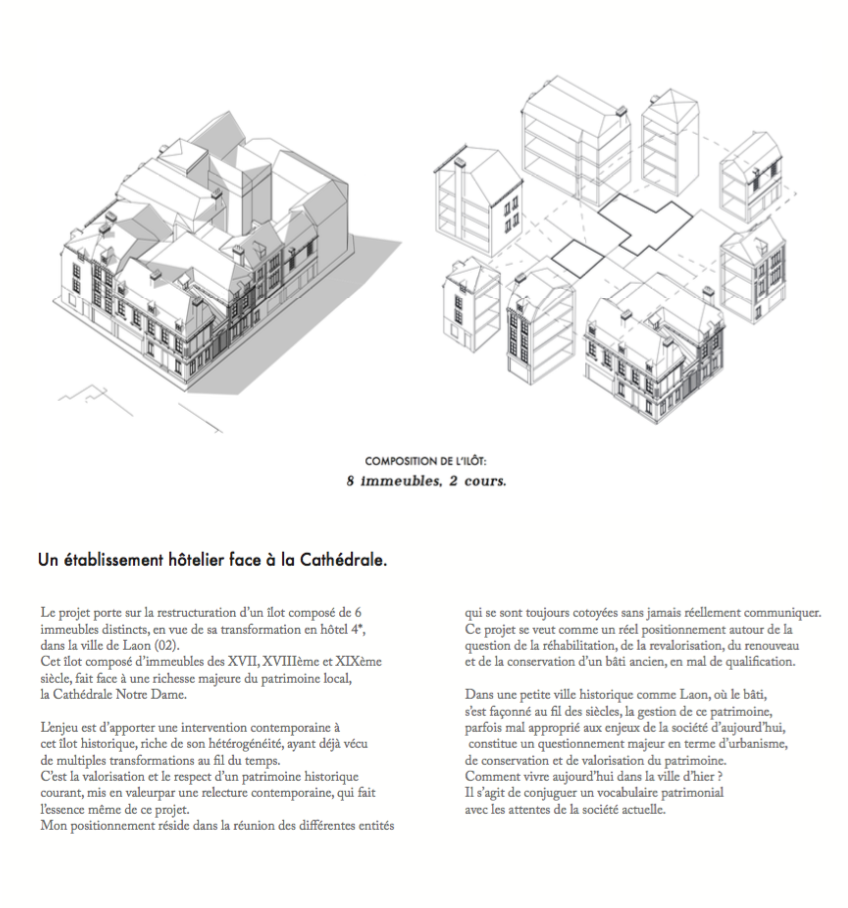 COMPOSITION DE L'ILÔT:
8 immeubles, 2 cours.
Un établissement hôtelier face à la Cathédrale.
Le projet porte sur la restructuration d'un îlot composé de 6
immeubles distincts, en vue de sa transformation en hôtel 4*,
dans la ville de Laon (02).
Cet îlot composé d'immeubles des XVII, XVIIIème et XIXème
siècle, fait face à une richesse majeure du patrimoine local,
la Cathédrale Notre Dame.
L'enjeu est d'apporter une intervention contemporaine à
cet îlot historique, riche de son hétérogénéité, ayant déjà vécu
de multiples transformations au fil du temps.
C'est la valorisation et le respect d'un patrimoine historique
courant, mis en valeurpar une relecture contemporaine, qui fait
l'essence même de ce projet.
Mon positionnement réside dans la réunion des différentes entités
qui se sont toujours cotoyées sans jamais réellement communiquer.
Ce projet se veut comme un réel positionnement autour de la
question de la réhabilitation, de la revalorisation, du renouveau
et de la conservation d'un bâti ancien, en mal de qualification.
Dans une petite ville historique comme Laon, où le bâti,
s'est façonné au fil des siècles, la gestion de ce patrimoine,
parfois mal approprié aux enjeux de la société d'aujourd'hui,
constitue un questionnement majeur en terme d'urbanisme,
de conservation et de valorisation du patrimoine.
Comment vivre aujourd'hui dans la ville d'hier ?
Il s'agit de conjuguer un vocabulaire patrimonial
avec les attentes de la société actuelle.